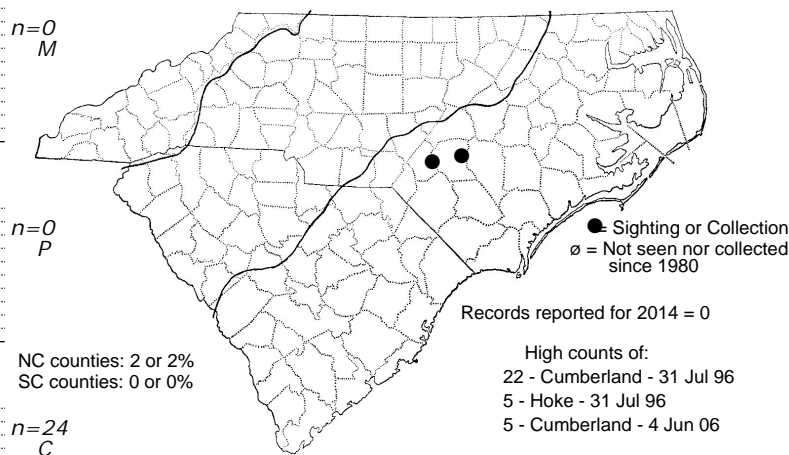 n=0
M
n=0
P
n=24
C
● = Sighting or Collection
ø = Not seen nor collected
since 1980
Records reported for 2014 = 0
NC counties: 2 or 2%
SC counties: 0 or 0%
High counts of:
22 - Cumberland - 31 Jul 96
5 - Hoke - 31 Jul 96
5 - Cumberland - 4 Jun 06